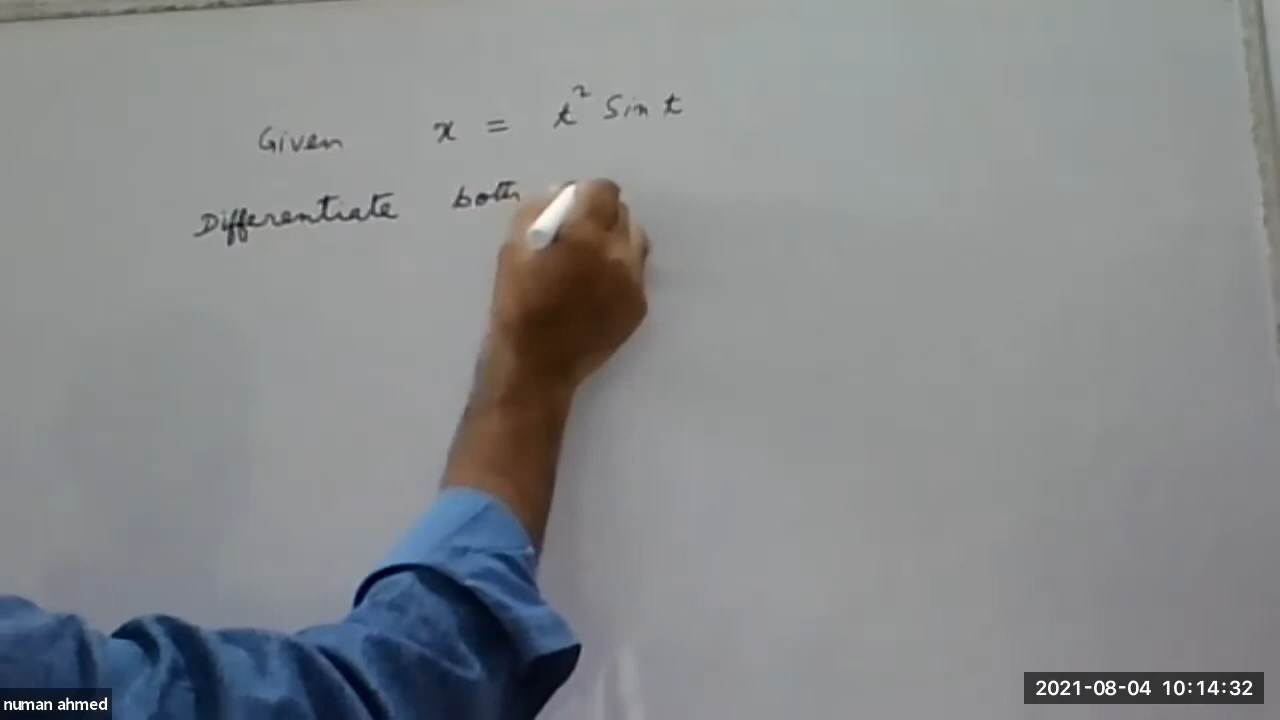 Given x = t² Sin t
Differentiate both
numan ahmed
2021-08-04 10:14:32